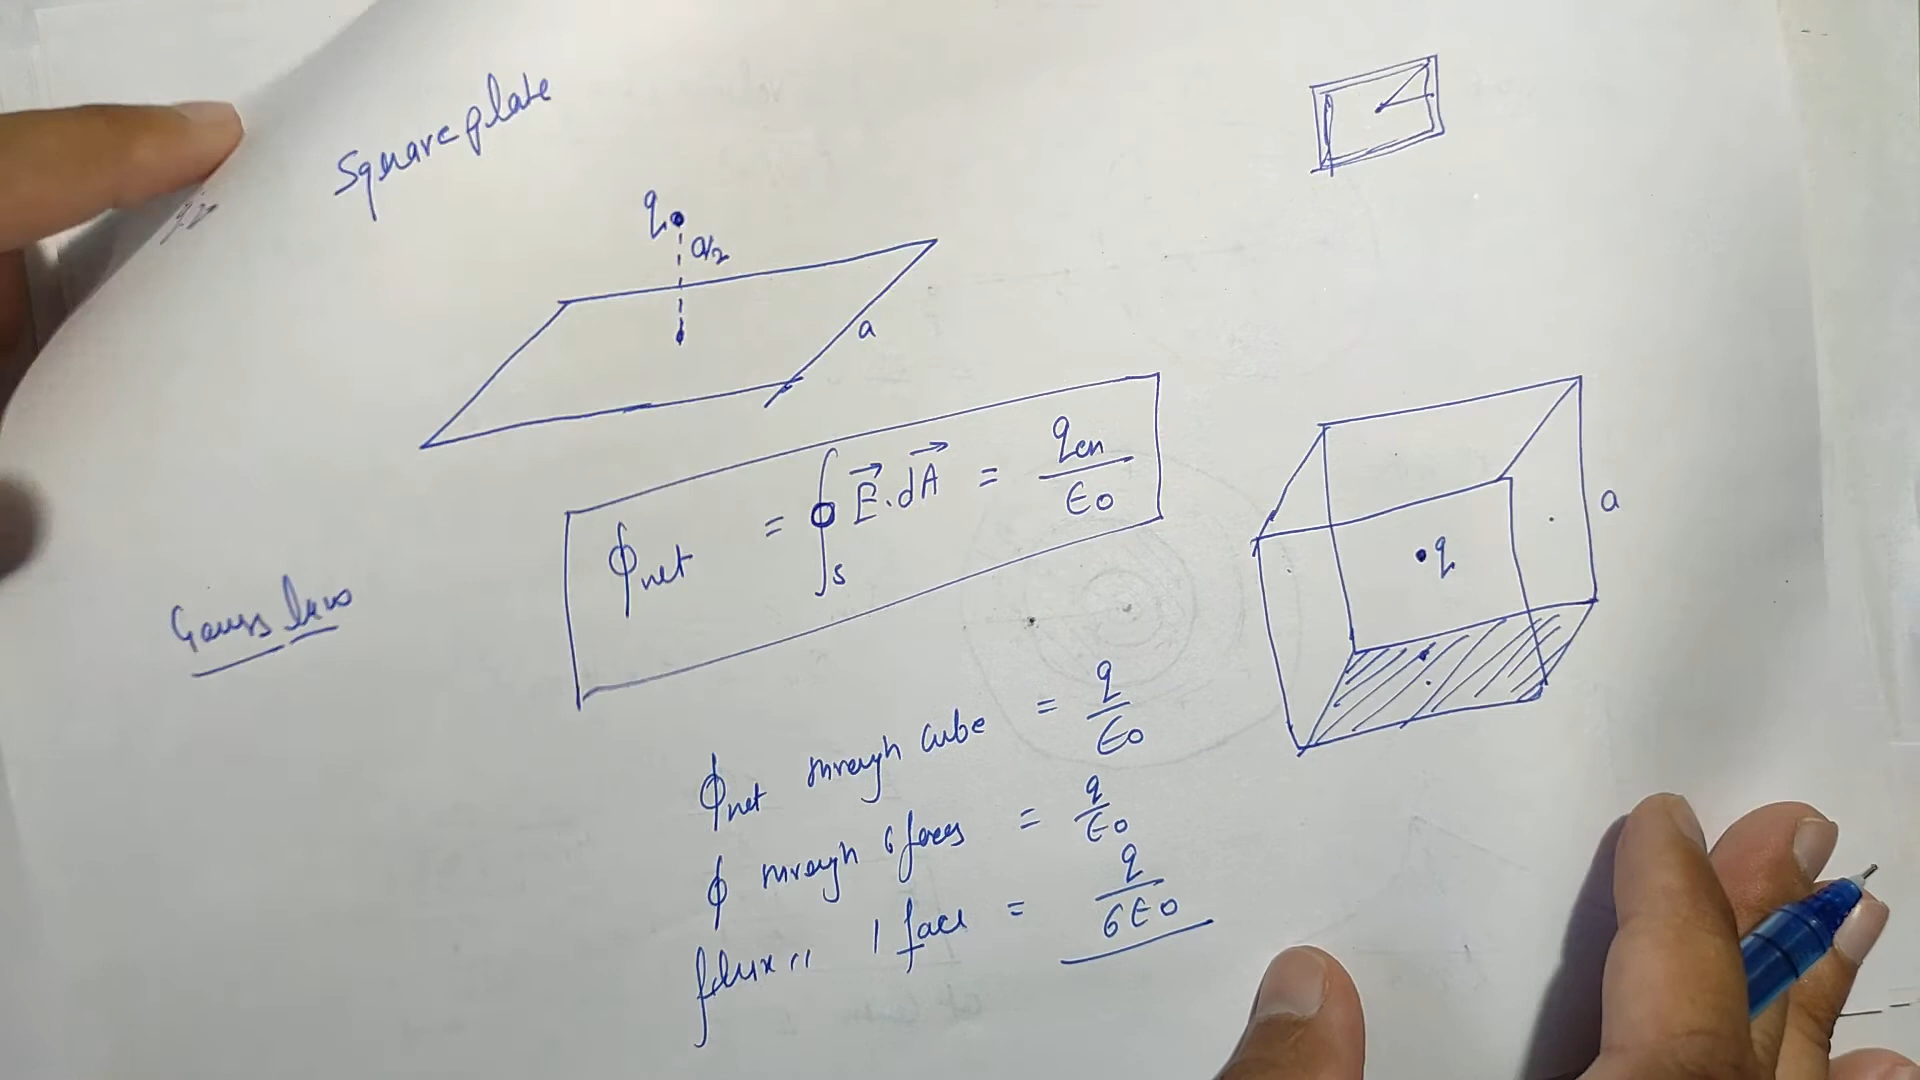 Square plate
q
a/2
a
Φnet = ∮s E⃗.dA⃗ = qen/ϵ0
a
q
Gauss law
Φnet through cube = q/ϵ0
Φ through 6 faces = q/ϵ0
flux ,, 1 face = q/6ϵ0